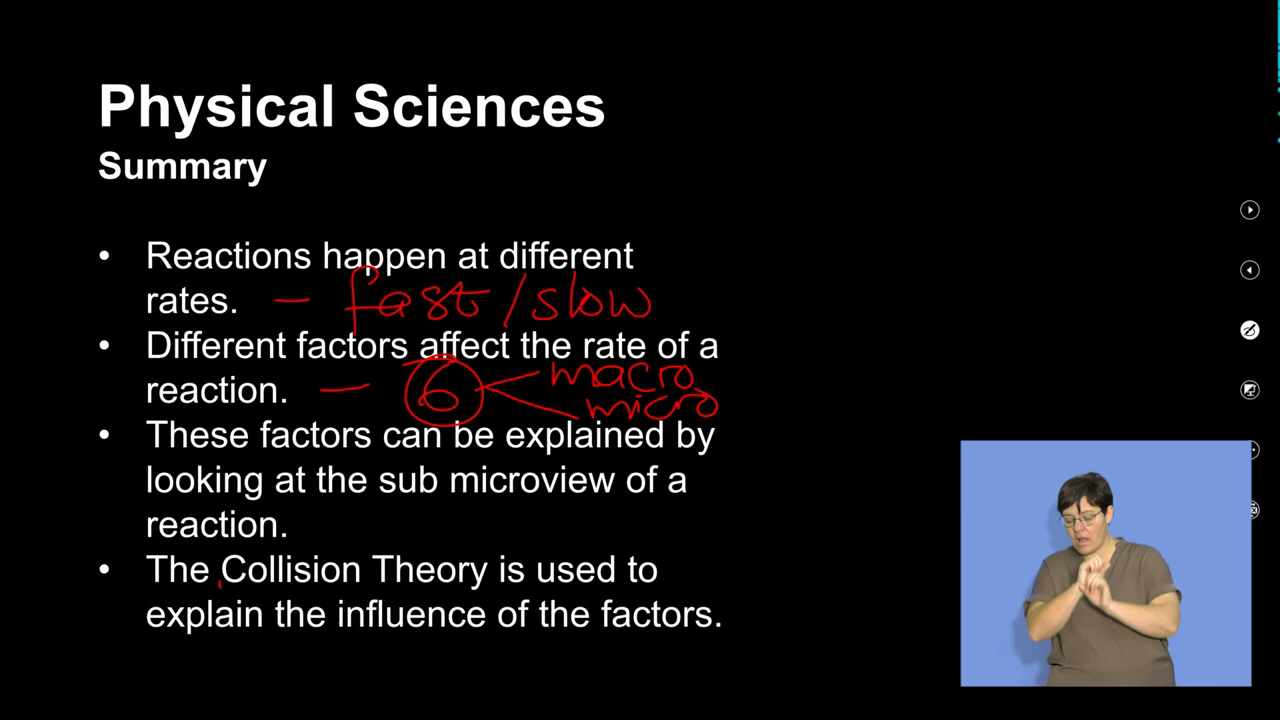 Physical Sciences
Summary
• Reactions happen at different
rates. — fast/slow
• Different factors affect the rate of a
reaction. — 6 macro
micro
• These factors can be explained by
looking at the sub microview of a
reaction.
• The Collision Theory is used to
explain the influence of the factors.